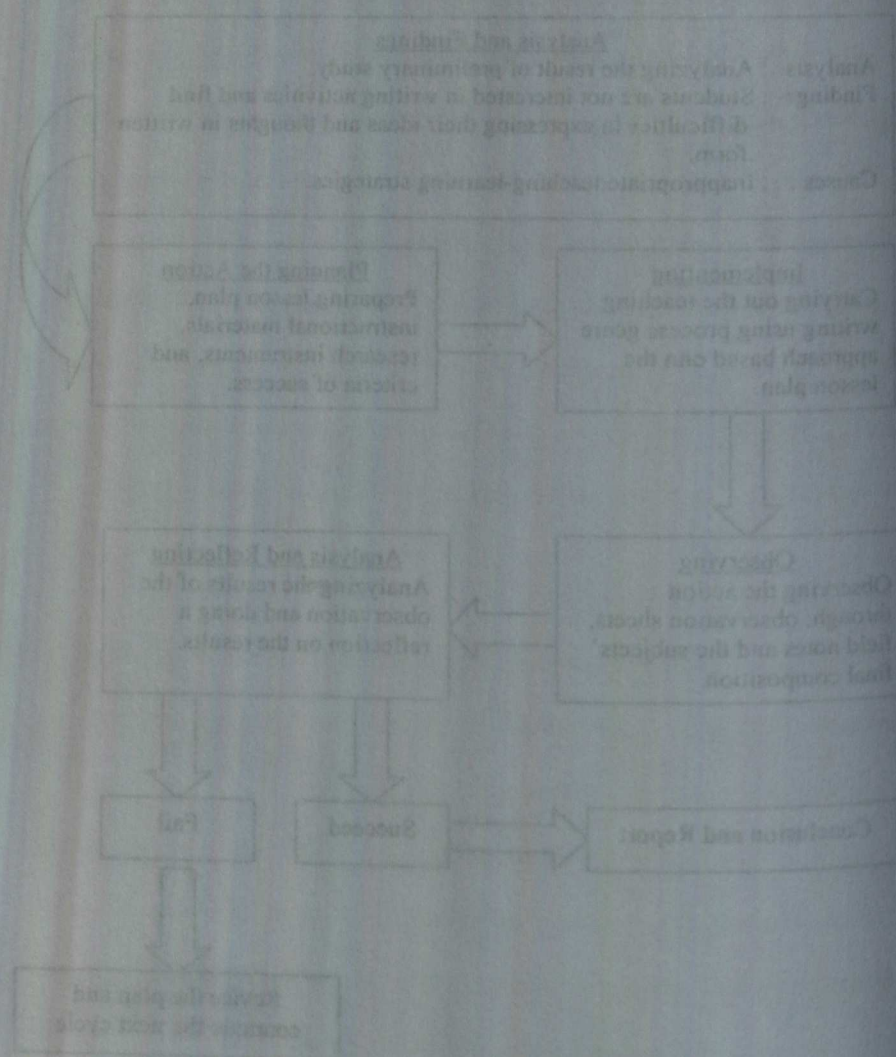 Analysis and Findings
Analysis : Analyzing the result of preliminary study.
Findings : Students are not interested in writing activities and find
difficulties in expressing their ideas and thoughts in written
form.
Causes : inappropriate teaching-learning strategies.
Planning the Action
Preparing lesson plan,
instructional materials,
research instruments, and
criteria of success.
Implementing
Carrying out the teaching
writing using process genre
approach based on the
lesson plan.
Observing
Observing the action
through observation sheets,
field notes and the subjects'
final composition.
Analysis and Reflecting
Analyzing the results of the
observation and doing a
reflection on the results.
Fail
Succeed
Conclusion and Report
Revise the plan and
continue the next cycle